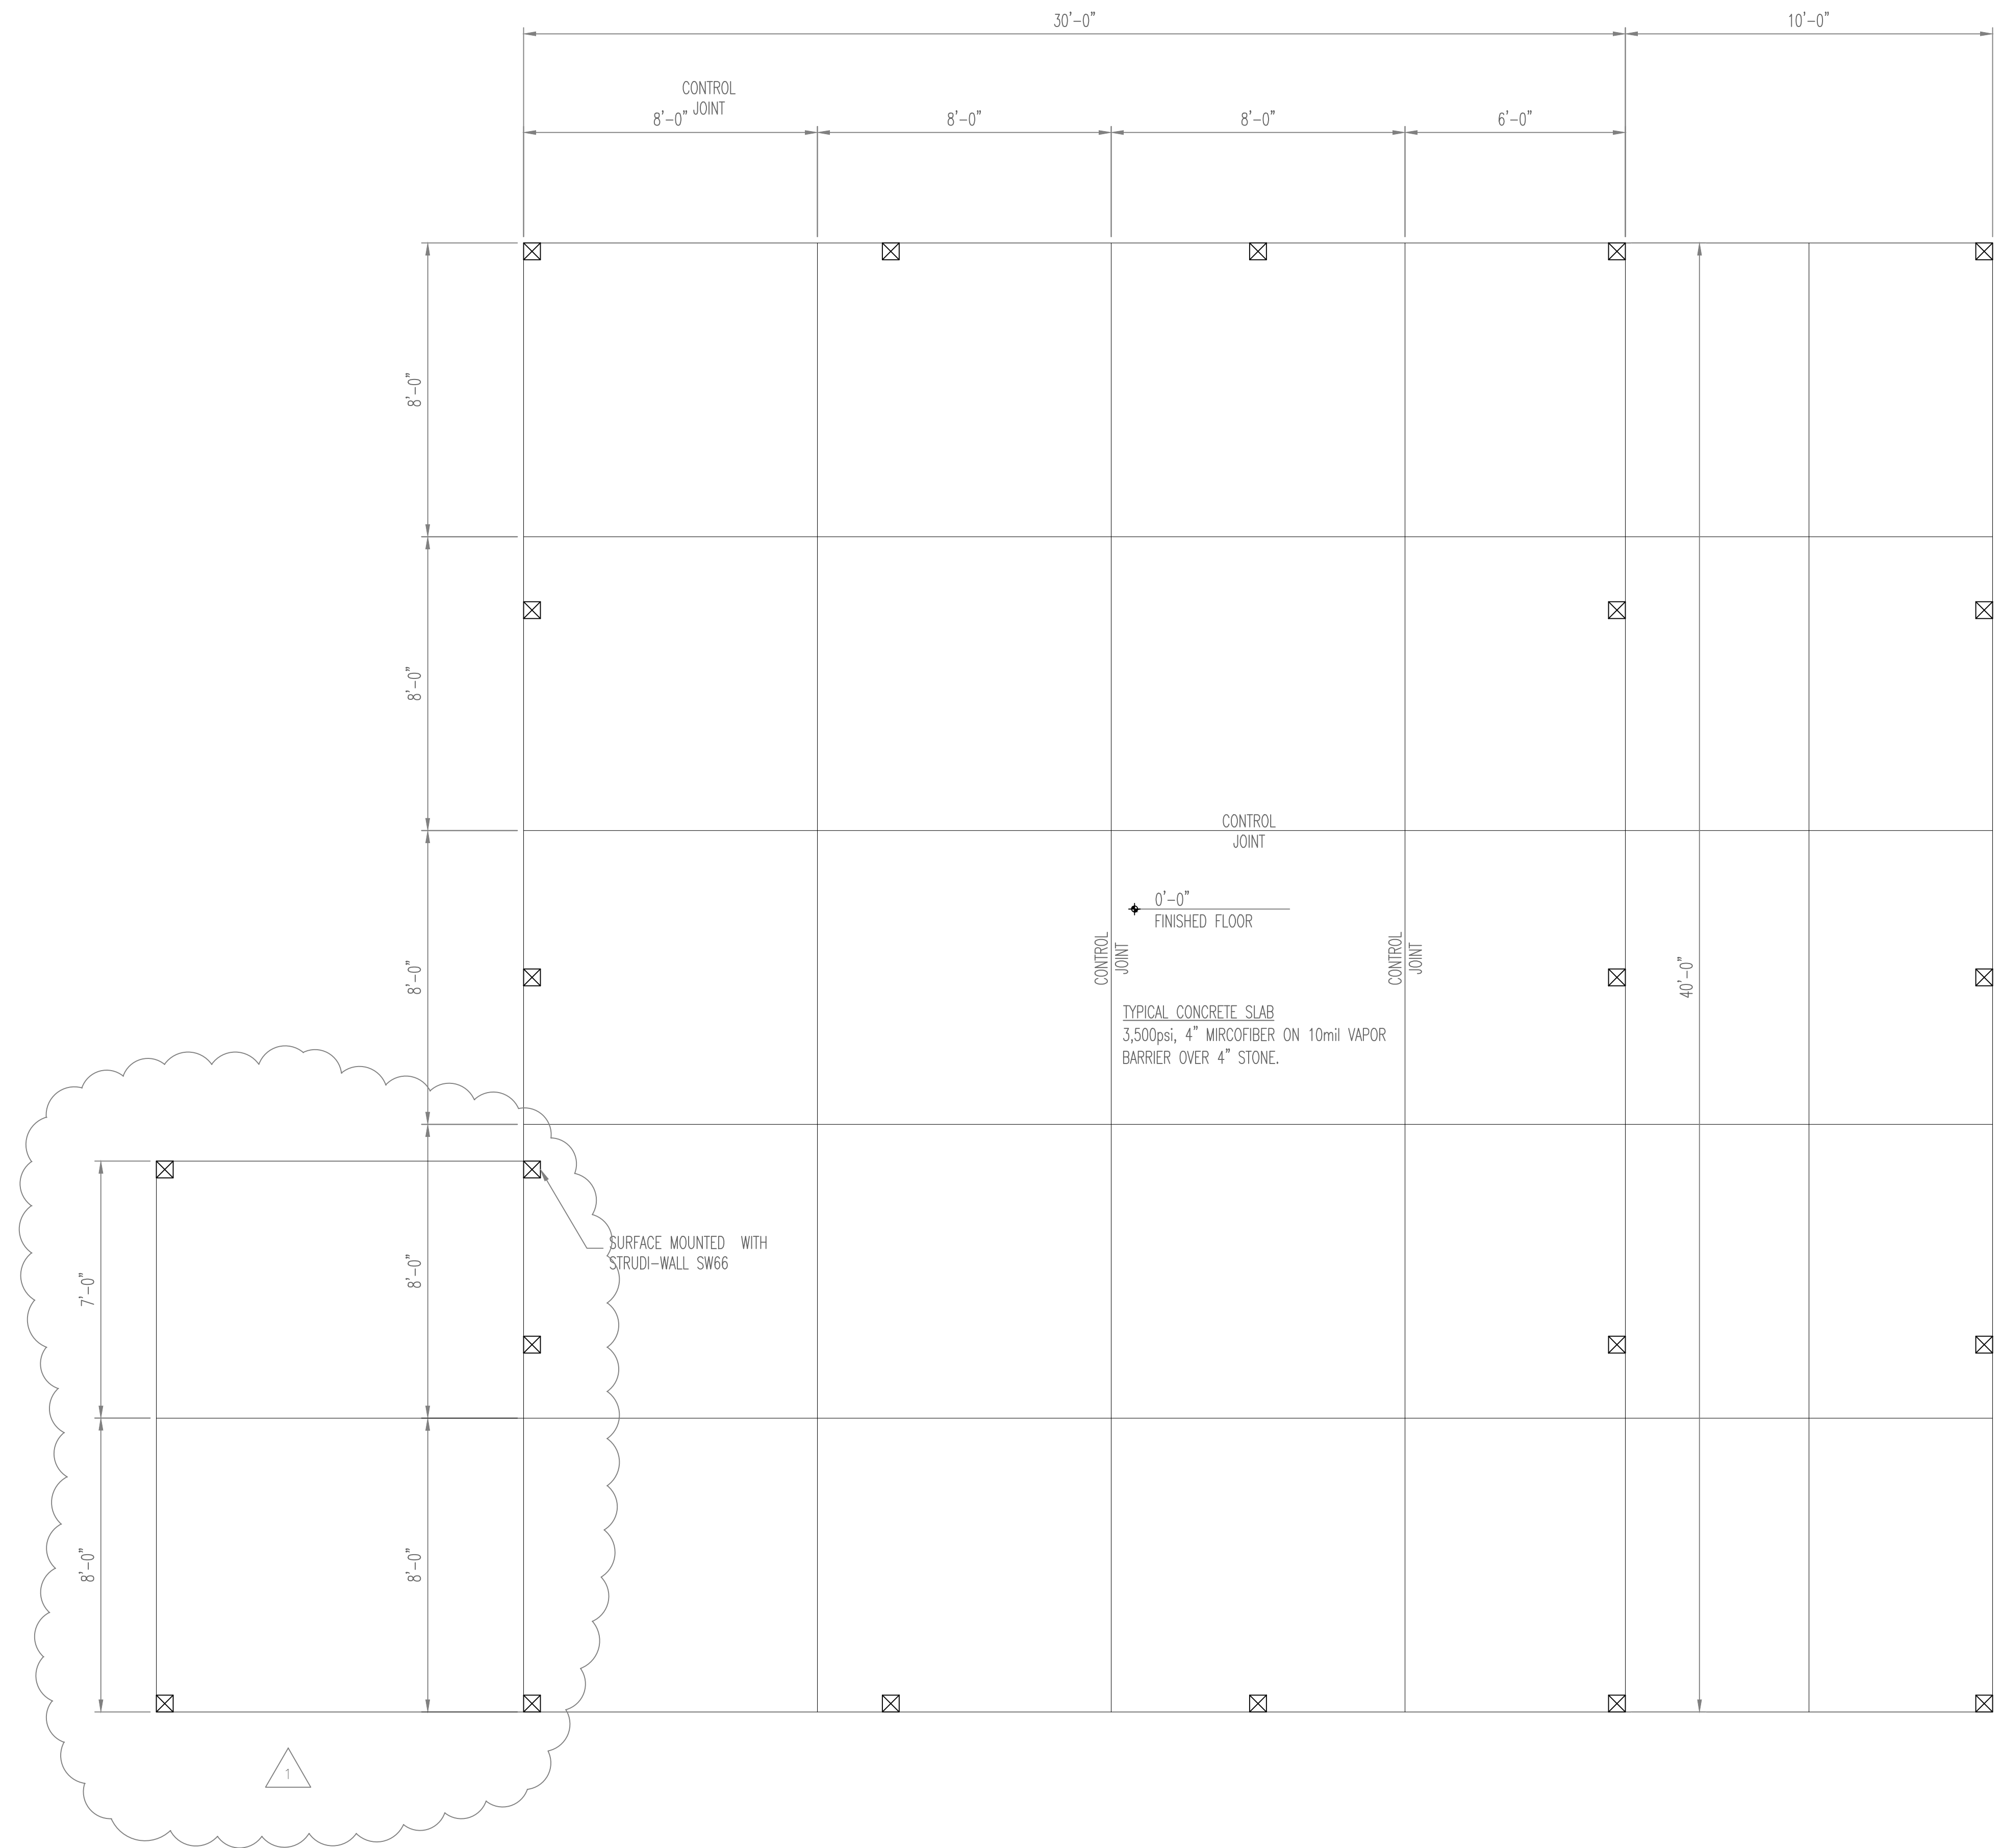 30'-0"
10'-0"
CONTROL
JOINT
8'-0"
8'-0"
8'-0"
6'-0"
8'-0"
8'-0"
CONTROL
JOINT
0'-0"
FINISHED FLOOR
CONTROL
JOINT
CONTROL
JOINT
8'-0"
40'-0"
TYPICAL CONCRETE SLAB
3,500psi, 4" MIRCOFIBER ON 10mil VAPOR
BARRIER OVER 4" STONE.
SURFACE MOUNTED WITH
STRUDI-WALL SW66
7'-0"
8'-0"
8'-0"
8'-0"
1